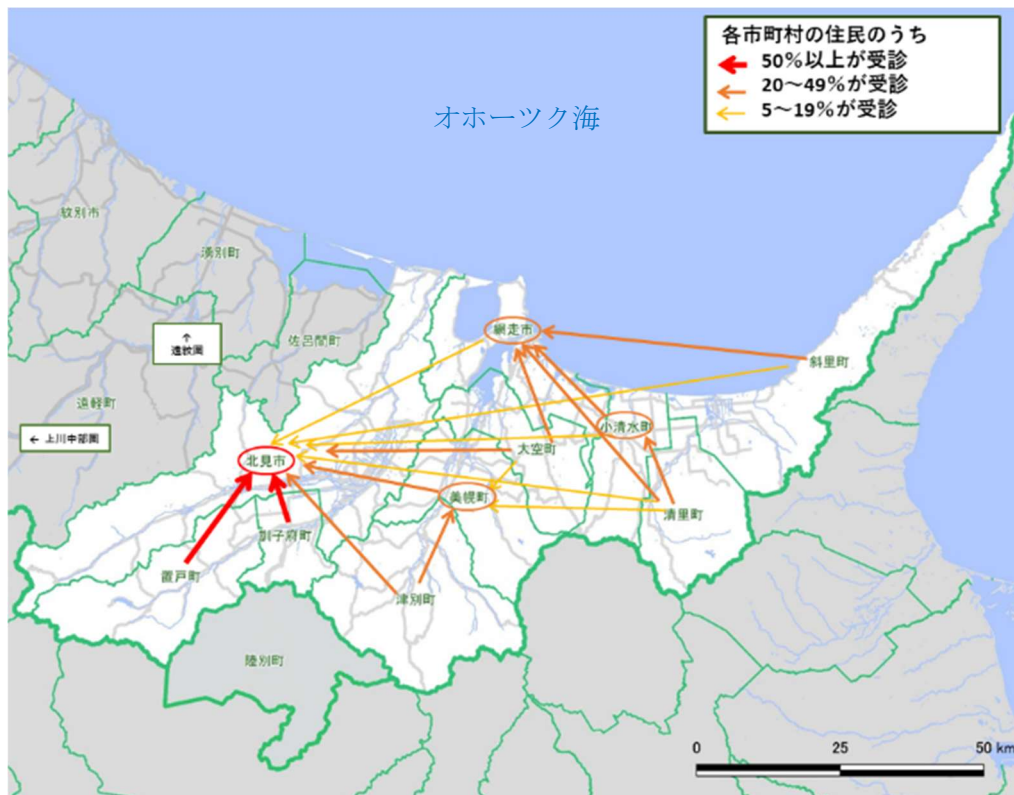 各市町村の住民のうち
50%以上が受診
20～49%が受診
5～19%が受診
オホーツク海
紋別市
湧別町
網走市
佐呂間町
↑
遠紋圏
斜里町
遠軽町
小清水町
← 上川中部圏
大空町
北見市
美幌町
清里町
訓子府町
置戸町
津別町
陸別町
0 25 50 km